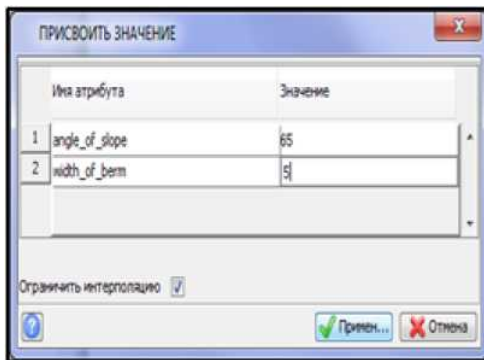 ПРИСВОИТЬ ЗНАЧЕНИЕ
Имя атрибута Значение
1 angle_of_slope 65
2 width_of_berm 5
Ограничить интерполяцию
Примен... Отмена